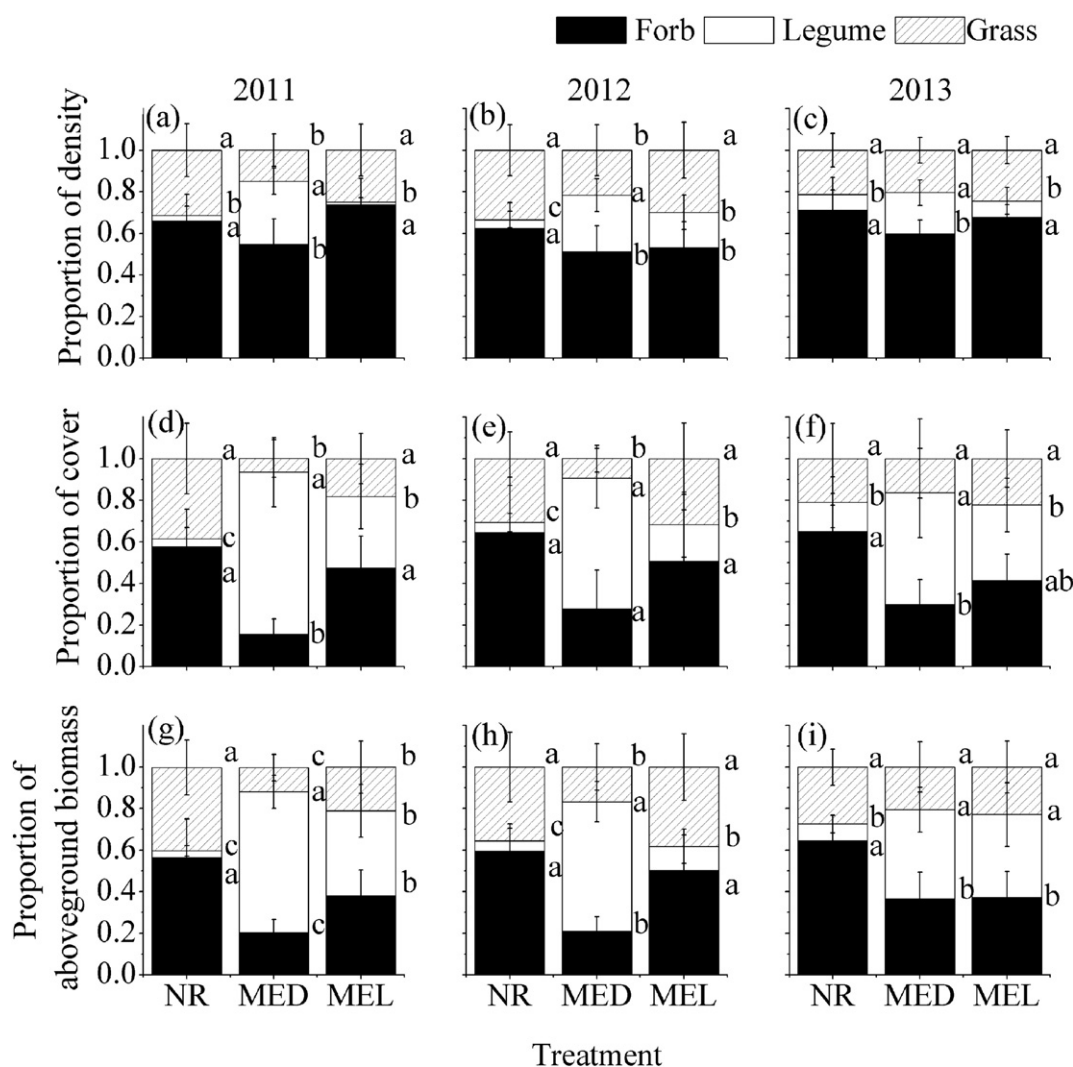 Forb Legume Grass
2011 2012 2013
Proportion of density
(a) a b a
(b) a b a
(c) a a a
1.0
0.8
0.6
0.4
0.2
0.0
b a b
c a b
b a b
a b a
a b b
a b a
Proportion of cover
(d) a b a
(e) a b a
(f) a a a
1.0
0.8
0.6
0.4
0.2
0.0
c a b
c a b
b a b
a b a
a a a
a b ab
Proportion of
aboveground biomass
(g) a c b
(h) a b a
(i) a a a
1.0
0.8
0.6
0.4
0.2
0.0
c a b
c a b
b a a
a c b
a b a
a b b
NR MED MEL NR MED MEL NR MED MEL
Treatment